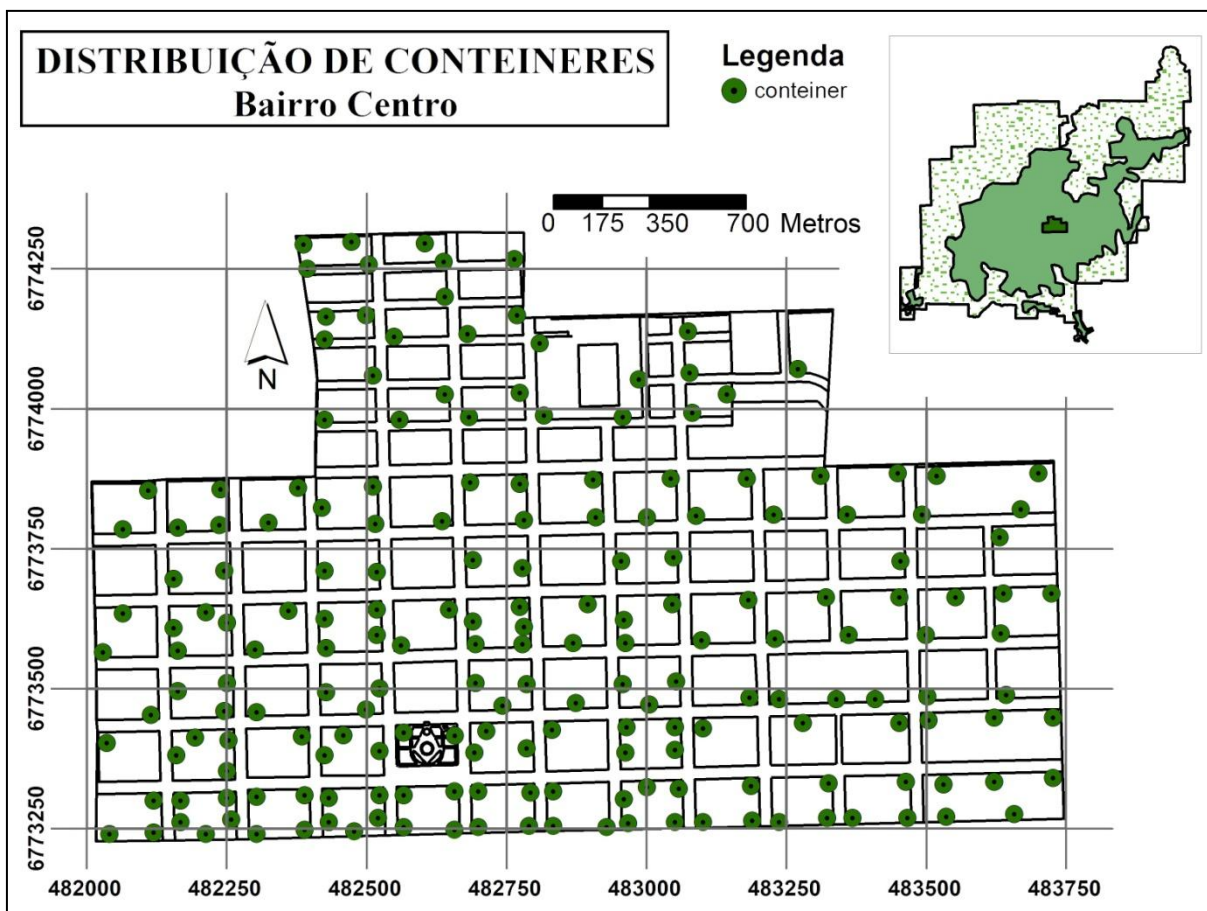 DISTRIBUIÇÃO DE CONTEINERES
Bairro Centro
Legenda
conteiner
0 175 350 700 Metros
N
6774250
6774000
6773750
6773500
6773250
482000 482250 482500 482750 483000 483250 483500 483750